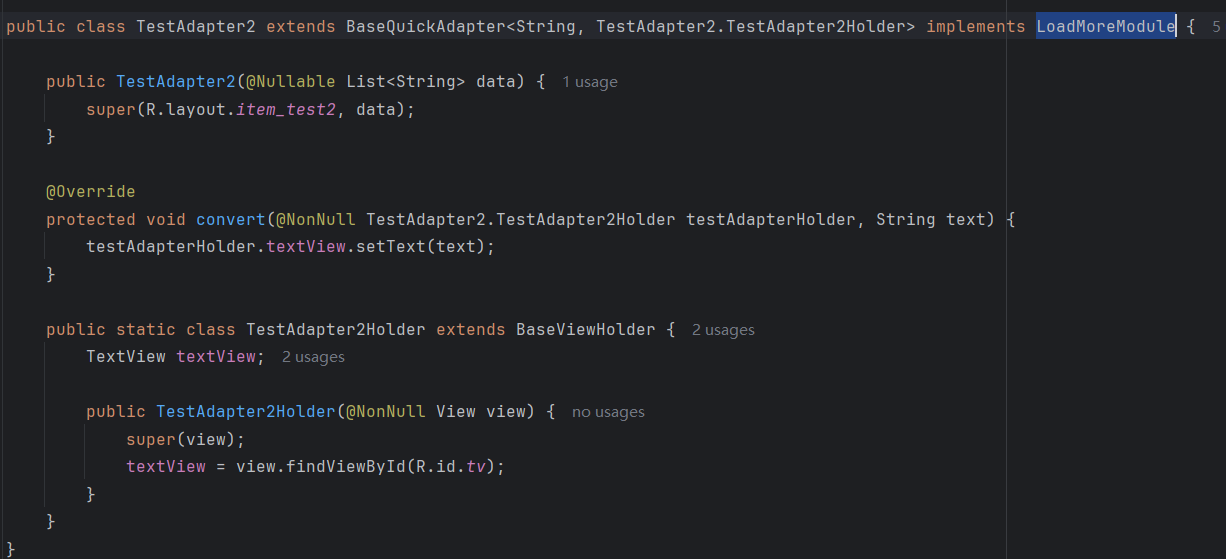 public class TestAdapter2 extends BaseQuickAdapter<String, TestAdapter2.TestAdapter2Holder> implements LoadMoreModule { 5
public TestAdapter2(@Nullable List<String> data) { 1 usage
super(R.layout.item_test2, data);
}
@Override
protected void convert(@NonNull TestAdapter2.TestAdapter2Holder testAdapterHolder, String text) {
testAdapterHolder.textView.setText(text);
}
public static class TestAdapter2Holder extends BaseViewHolder { 2 usages
TextView textView; 2 usages
public TestAdapter2Holder(@NonNull View view) { no usages
super(view);
textView = view.findViewById(R.id.tv);
}
}
}